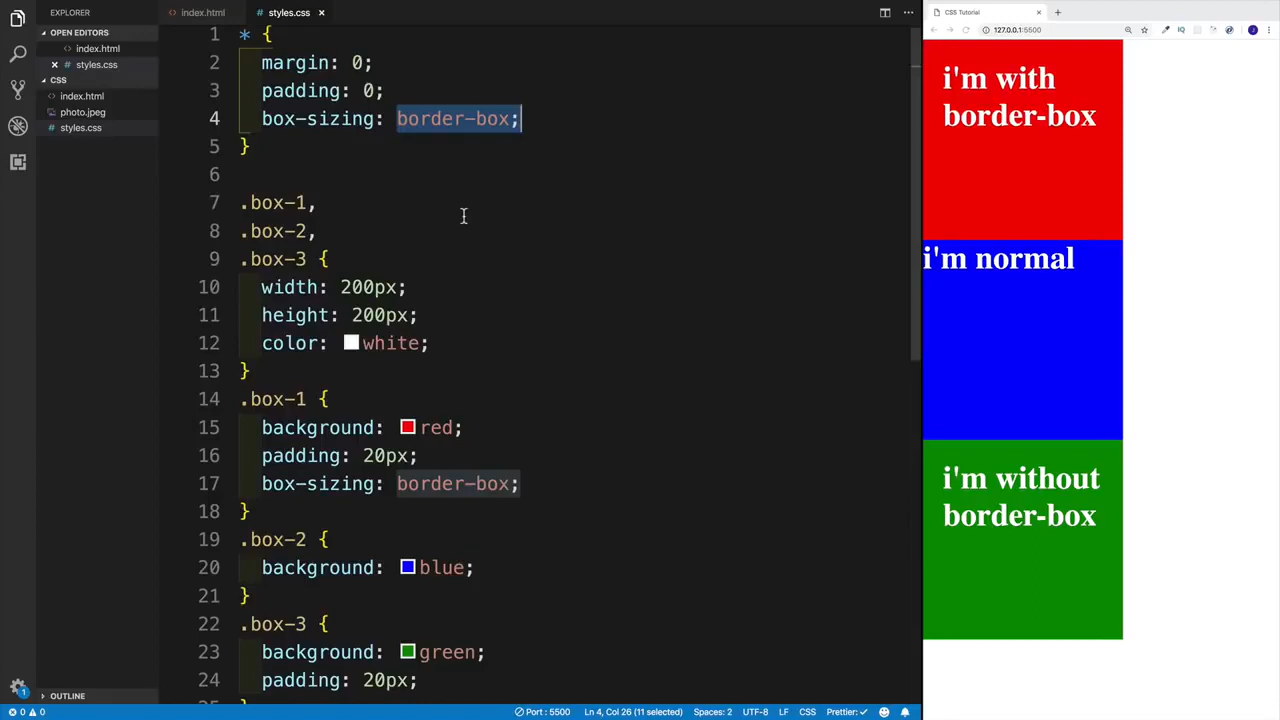 EXPLORER
OPEN EDITORS
index.html
styles.css
CSS
index.html
photo.jpeg
styles.css
OUTLINE
1
index.html
styles.css
1 * {
2 margin: 0;
3 padding: 0;
4 box-sizing: border-box;
5 }
6
7 .box-1,
8 .box-2,
9 .box-3 {
10 width: 200px;
11 height: 200px;
12 color: white;
13 }
14 .box-1 {
15 background: red;
16 padding: 20px;
17 box-sizing: border-box;
18 }
19 .box-2 {
20 background: blue;
21 }
22 .box-3 {
23 background: green;
24 padding: 20px;
CSS Tutorial
127.0.0.1:5500
i'm with
border-box
i'm normal
i'm without
border-box
0 0 Port : 5500 Ln 4, Col 26 (11 selected) Spaces: 2 UTF-8 LF CSS Prettier: ✓